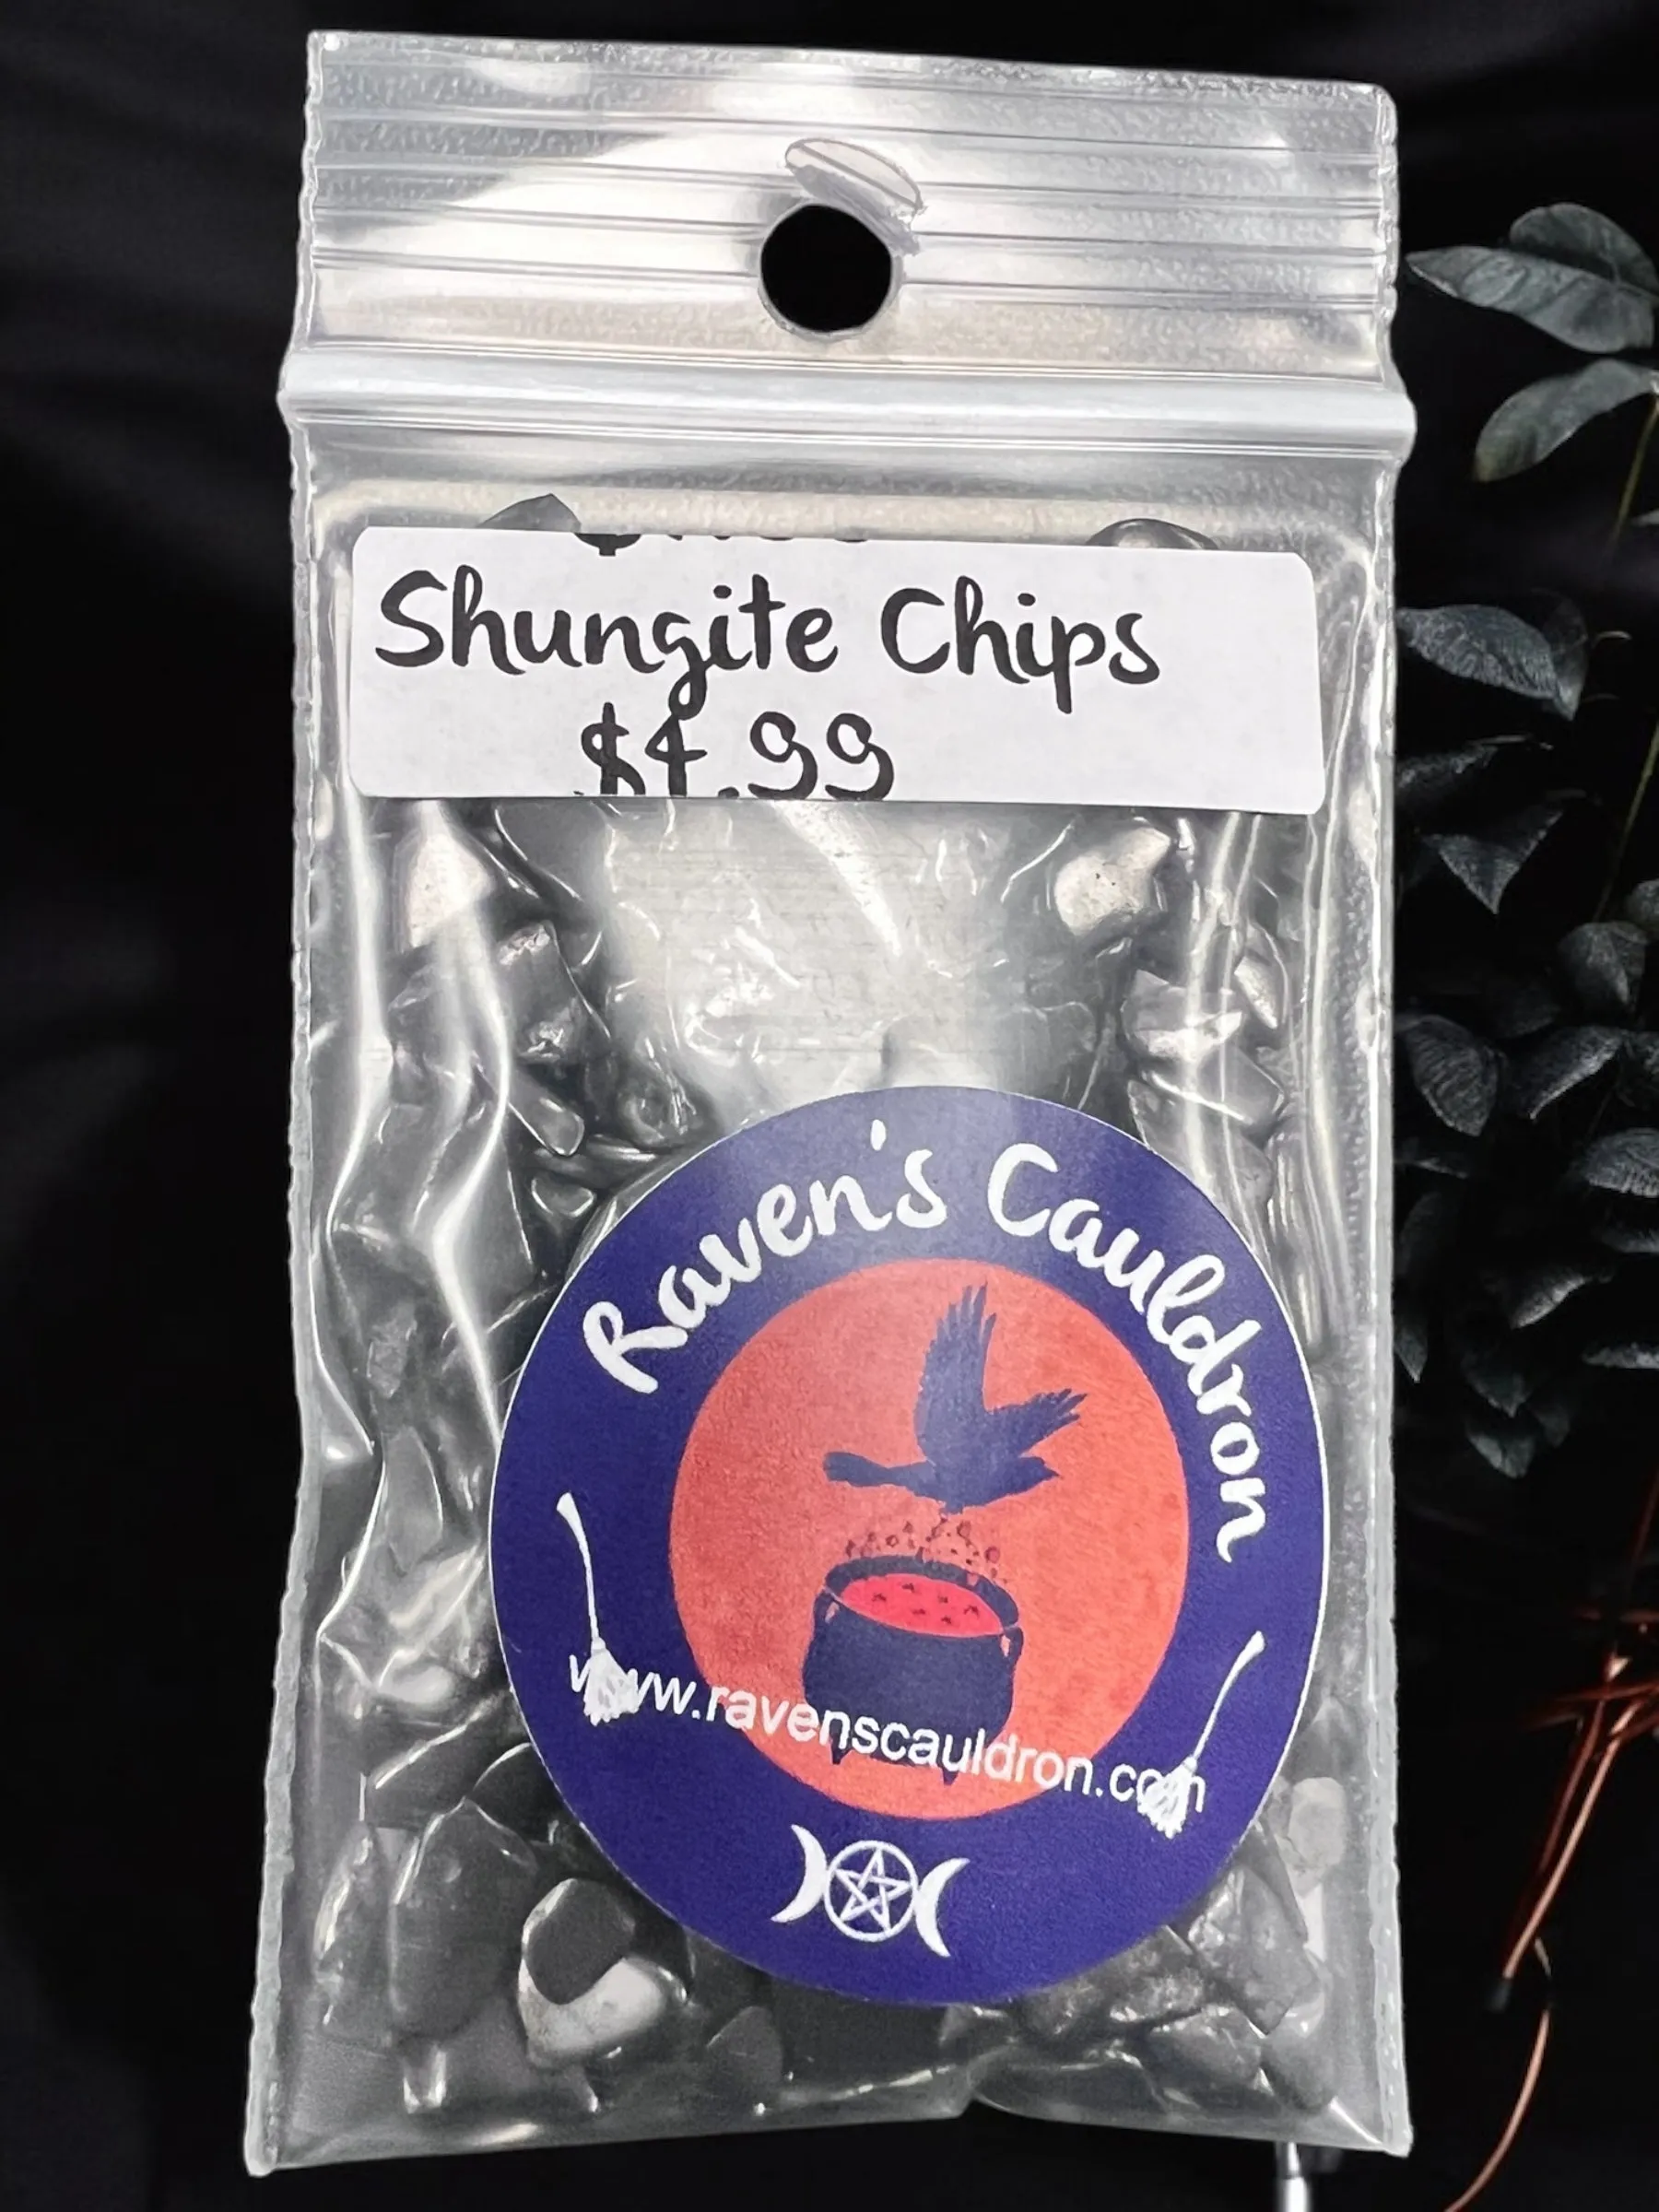 Shungite Chips
$4.99
Raven's Cauldron
www.ravenscauldron.com